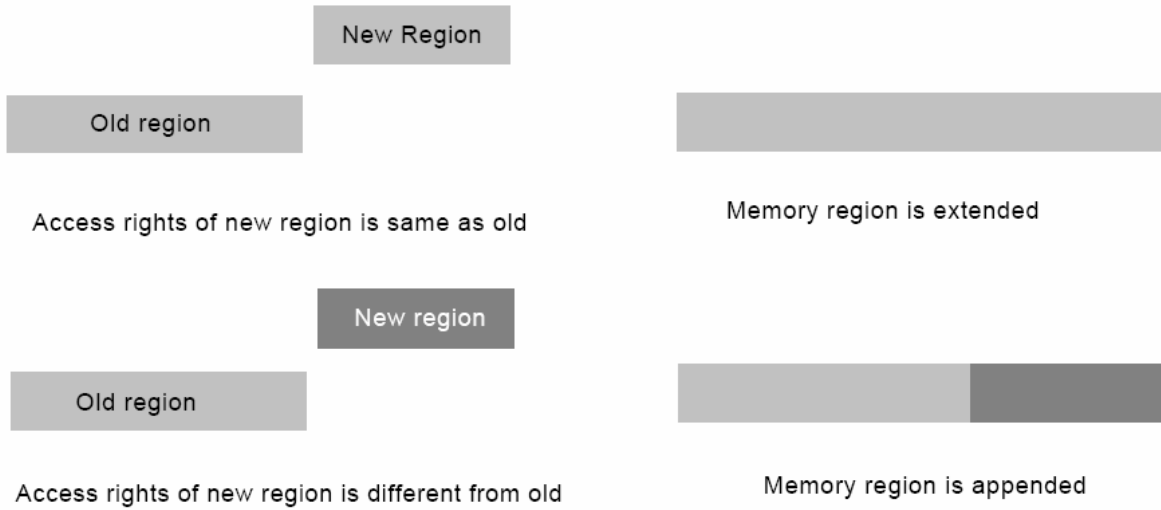 New Region
Old region
Access rights of new region is same as old
Memory region is extended
New region
Old region
Access rights of new region is different from old
Memory region is appended